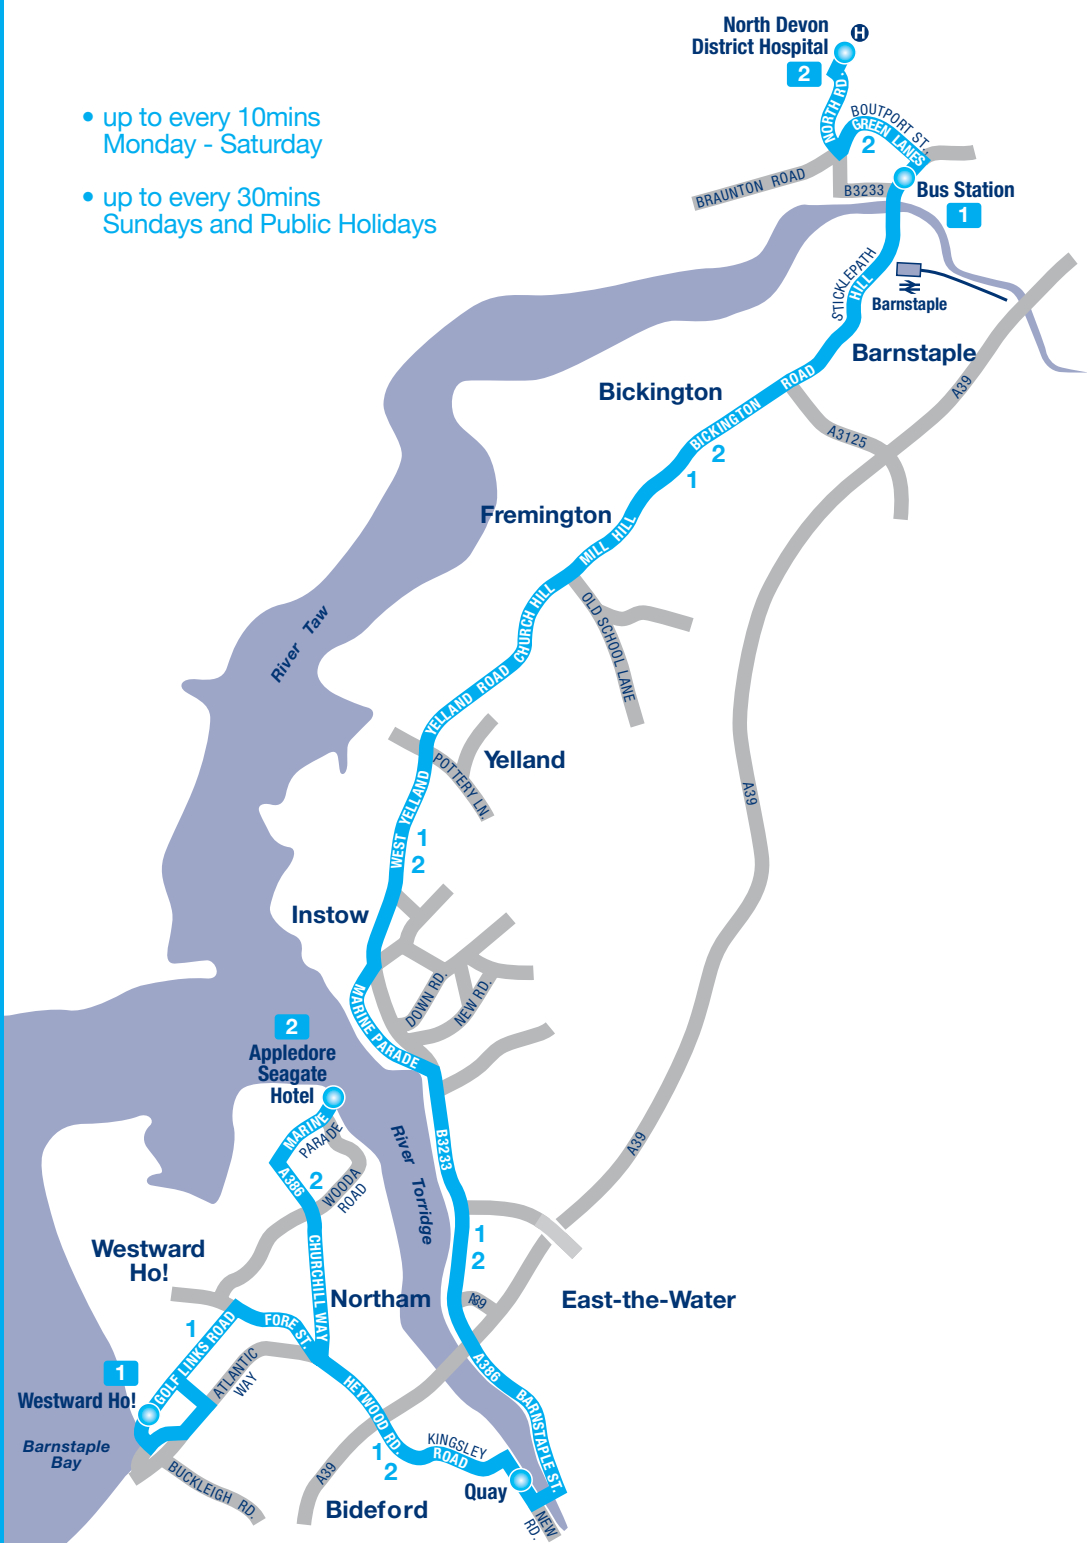 North Devon
District Hospital
H
2
• up to every 10mins
Monday - Saturday
• up to every 30mins
Sundays and Public Holidays
NORTH RD.
BOUTPORT ST.,
GREEN LANES
2
BRAUNTON ROAD
B3233
Bus Station
1
STICKLEPATH
HILL
Barnstaple
Barnstaple
A39
Bickington
BICKINGTON ROAD
A3125
2
1
Fremington
MILL HILL
OLD SCHOOL LANE
CHURCH HILL
River Taw
YELLAND ROAD
Yelland
POTTERY LN.
A39
WEST YELLAND
1
2
Instow
DOWN RD.
NEW RD.
MARINE PARADE
2
Appledore
Seagate
Hotel
MARINE
PARADE
A386
2
WOODA
ROAD
River Torridge
B3233
A39
1
2
Westward
Ho!
CHURCHILL WAY
Northam
A39
East-the-Water
1
GOLF LINKS ROAD
FORE ST.
ATLANTIC
WAY
1
Westward Ho!
A386
BARNSTAPLE ST.
HEYWOOD RD.
KINGSLEY
ROAD
1
2
Barnstaple
Bay
BUCKLEIGH RD.
A39
Quay
Bideford
NEW
RD.